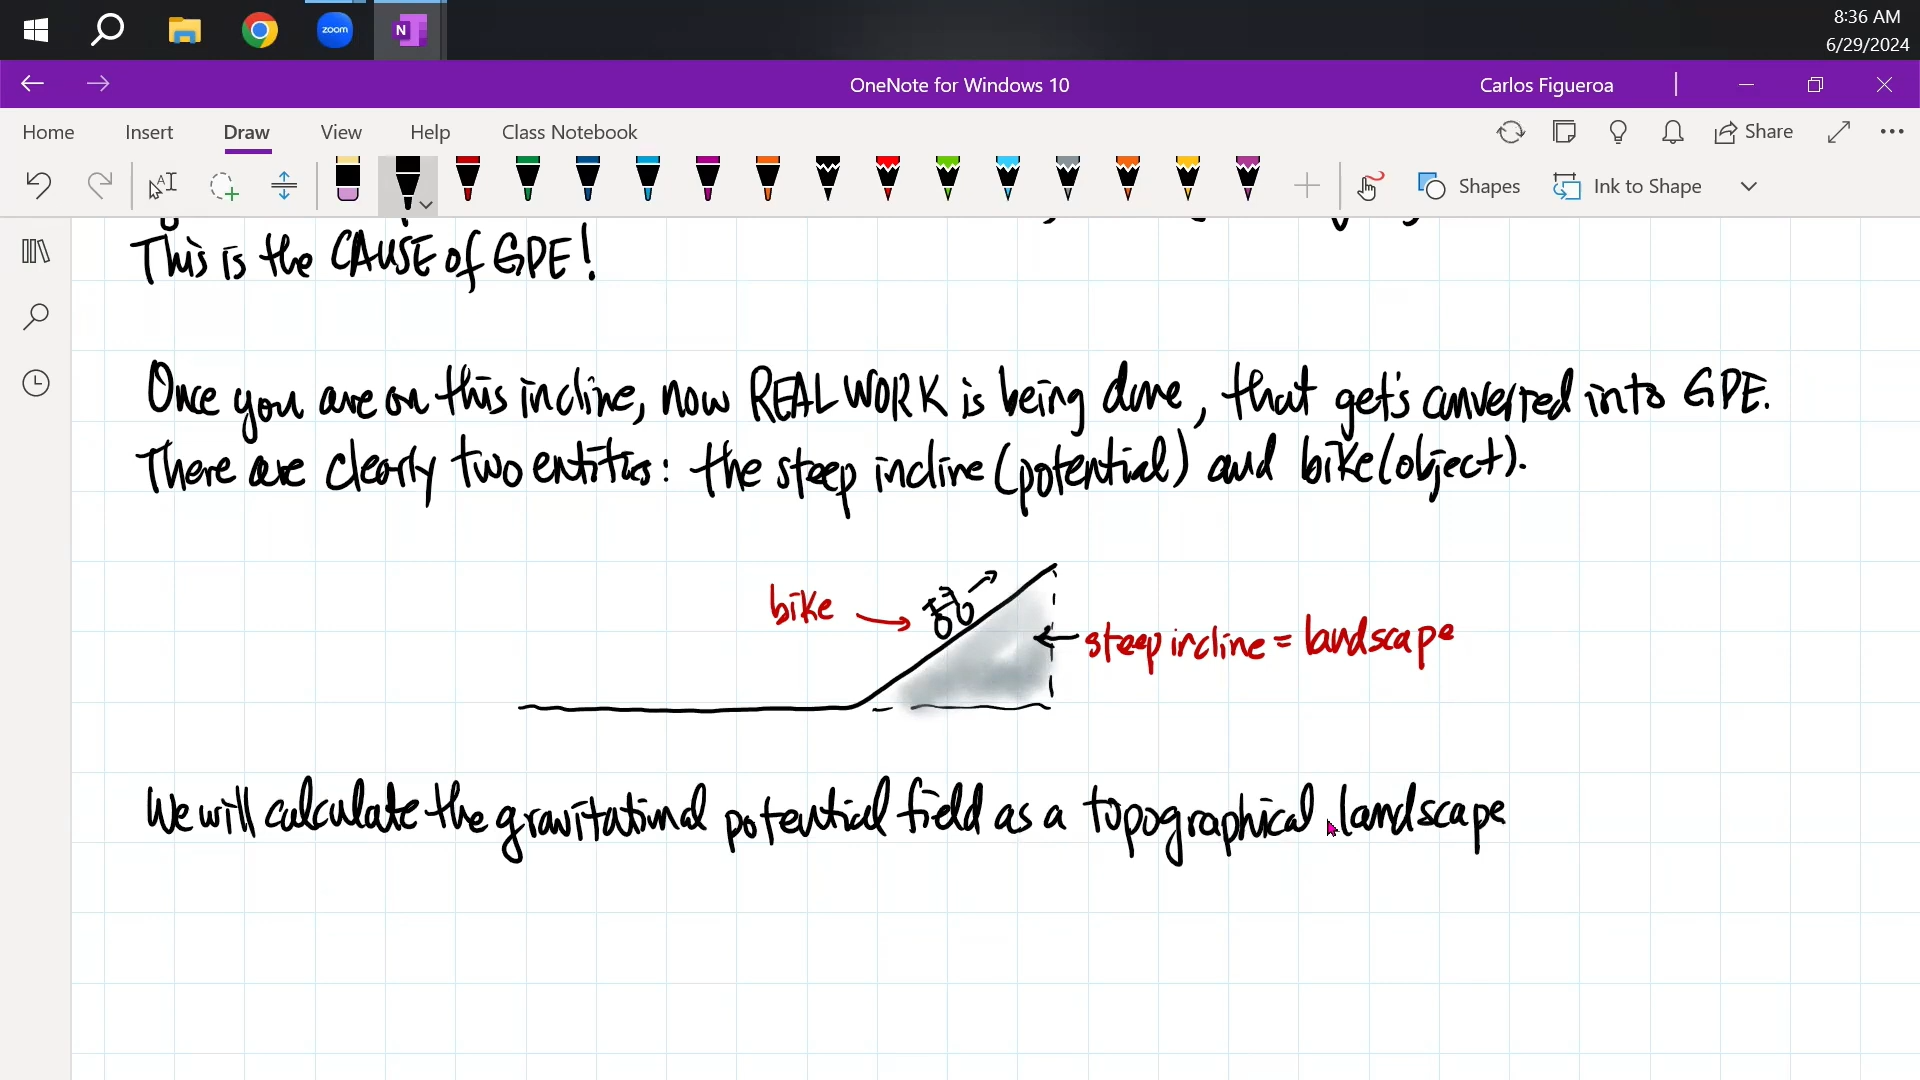 8:36 AM
zoom
N
6/29/2024
OneNote for Windows 10
Carlos Figueroa
Home Insert Draw View Help Class Notebook
Share
Shapes
Ink to Shape
This is the CAUSE of GPE!
Once you are on this incline, now REAL WORK is being done, that get's converted into GPE.
There are clearly two entities: the steep incline (potential) and bike (object).
bike
steep incline = landscape
We will calculate the gravitational potential field as a topographical landscape